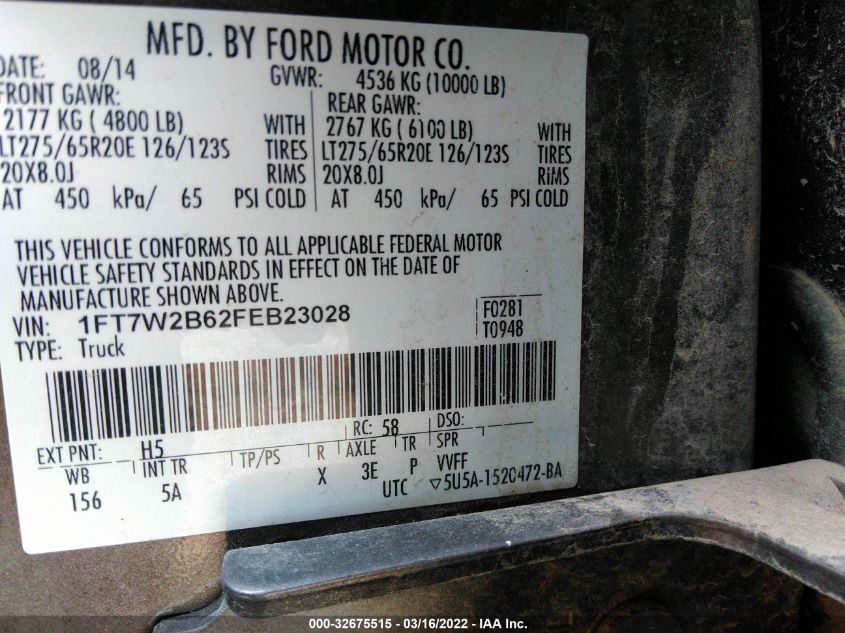 MFD. BY FORD MOTOR CO.
DATE: 08/14 GVWR: 4536 KG (10000 LB)
FRONT GAWR: REAR GAWR:
2177 KG ( 4800 LB) WITH 2767 KG ( 6100 LB) WITH
LT275/65R20E 126/123S TIRES LT275/65R20E 126/123S TIRES
20X8.0J RIMS 20X8.0J RIMS
AT 450 kPa/ 65 PSI COLD AT 450 kPa/ 65 PSI COLD
THIS VEHICLE CONFORMS TO ALL APPLICABLE FEDERAL MOTOR
VEHICLE SAFETY STANDARDS IN EFFECT ON THE DATE OF
MANUFACTURE SHOWN ABOVE.
VIN: 1FT7W2B62FEB23028 F0281
TYPE: Truck T0948
EXT PNT: H5 RC: 58 DSO:
WB INT TR TP/PS R AXLE TR SPR
156 5A X 3E P VVFF
UTC ▽5U5A-1520472-BA
000-32675515 - 03/16/2022 - IAA Inc.